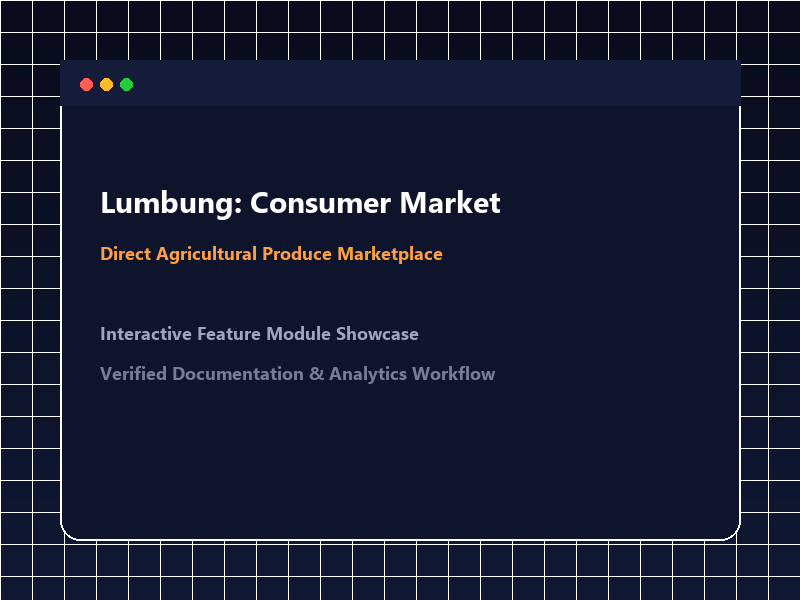 Lumbung: Consumer Market
Direct Agricultural Produce Marketplace
Interactive Feature Module Showcase
Verified Documentation & Analytics Workflow